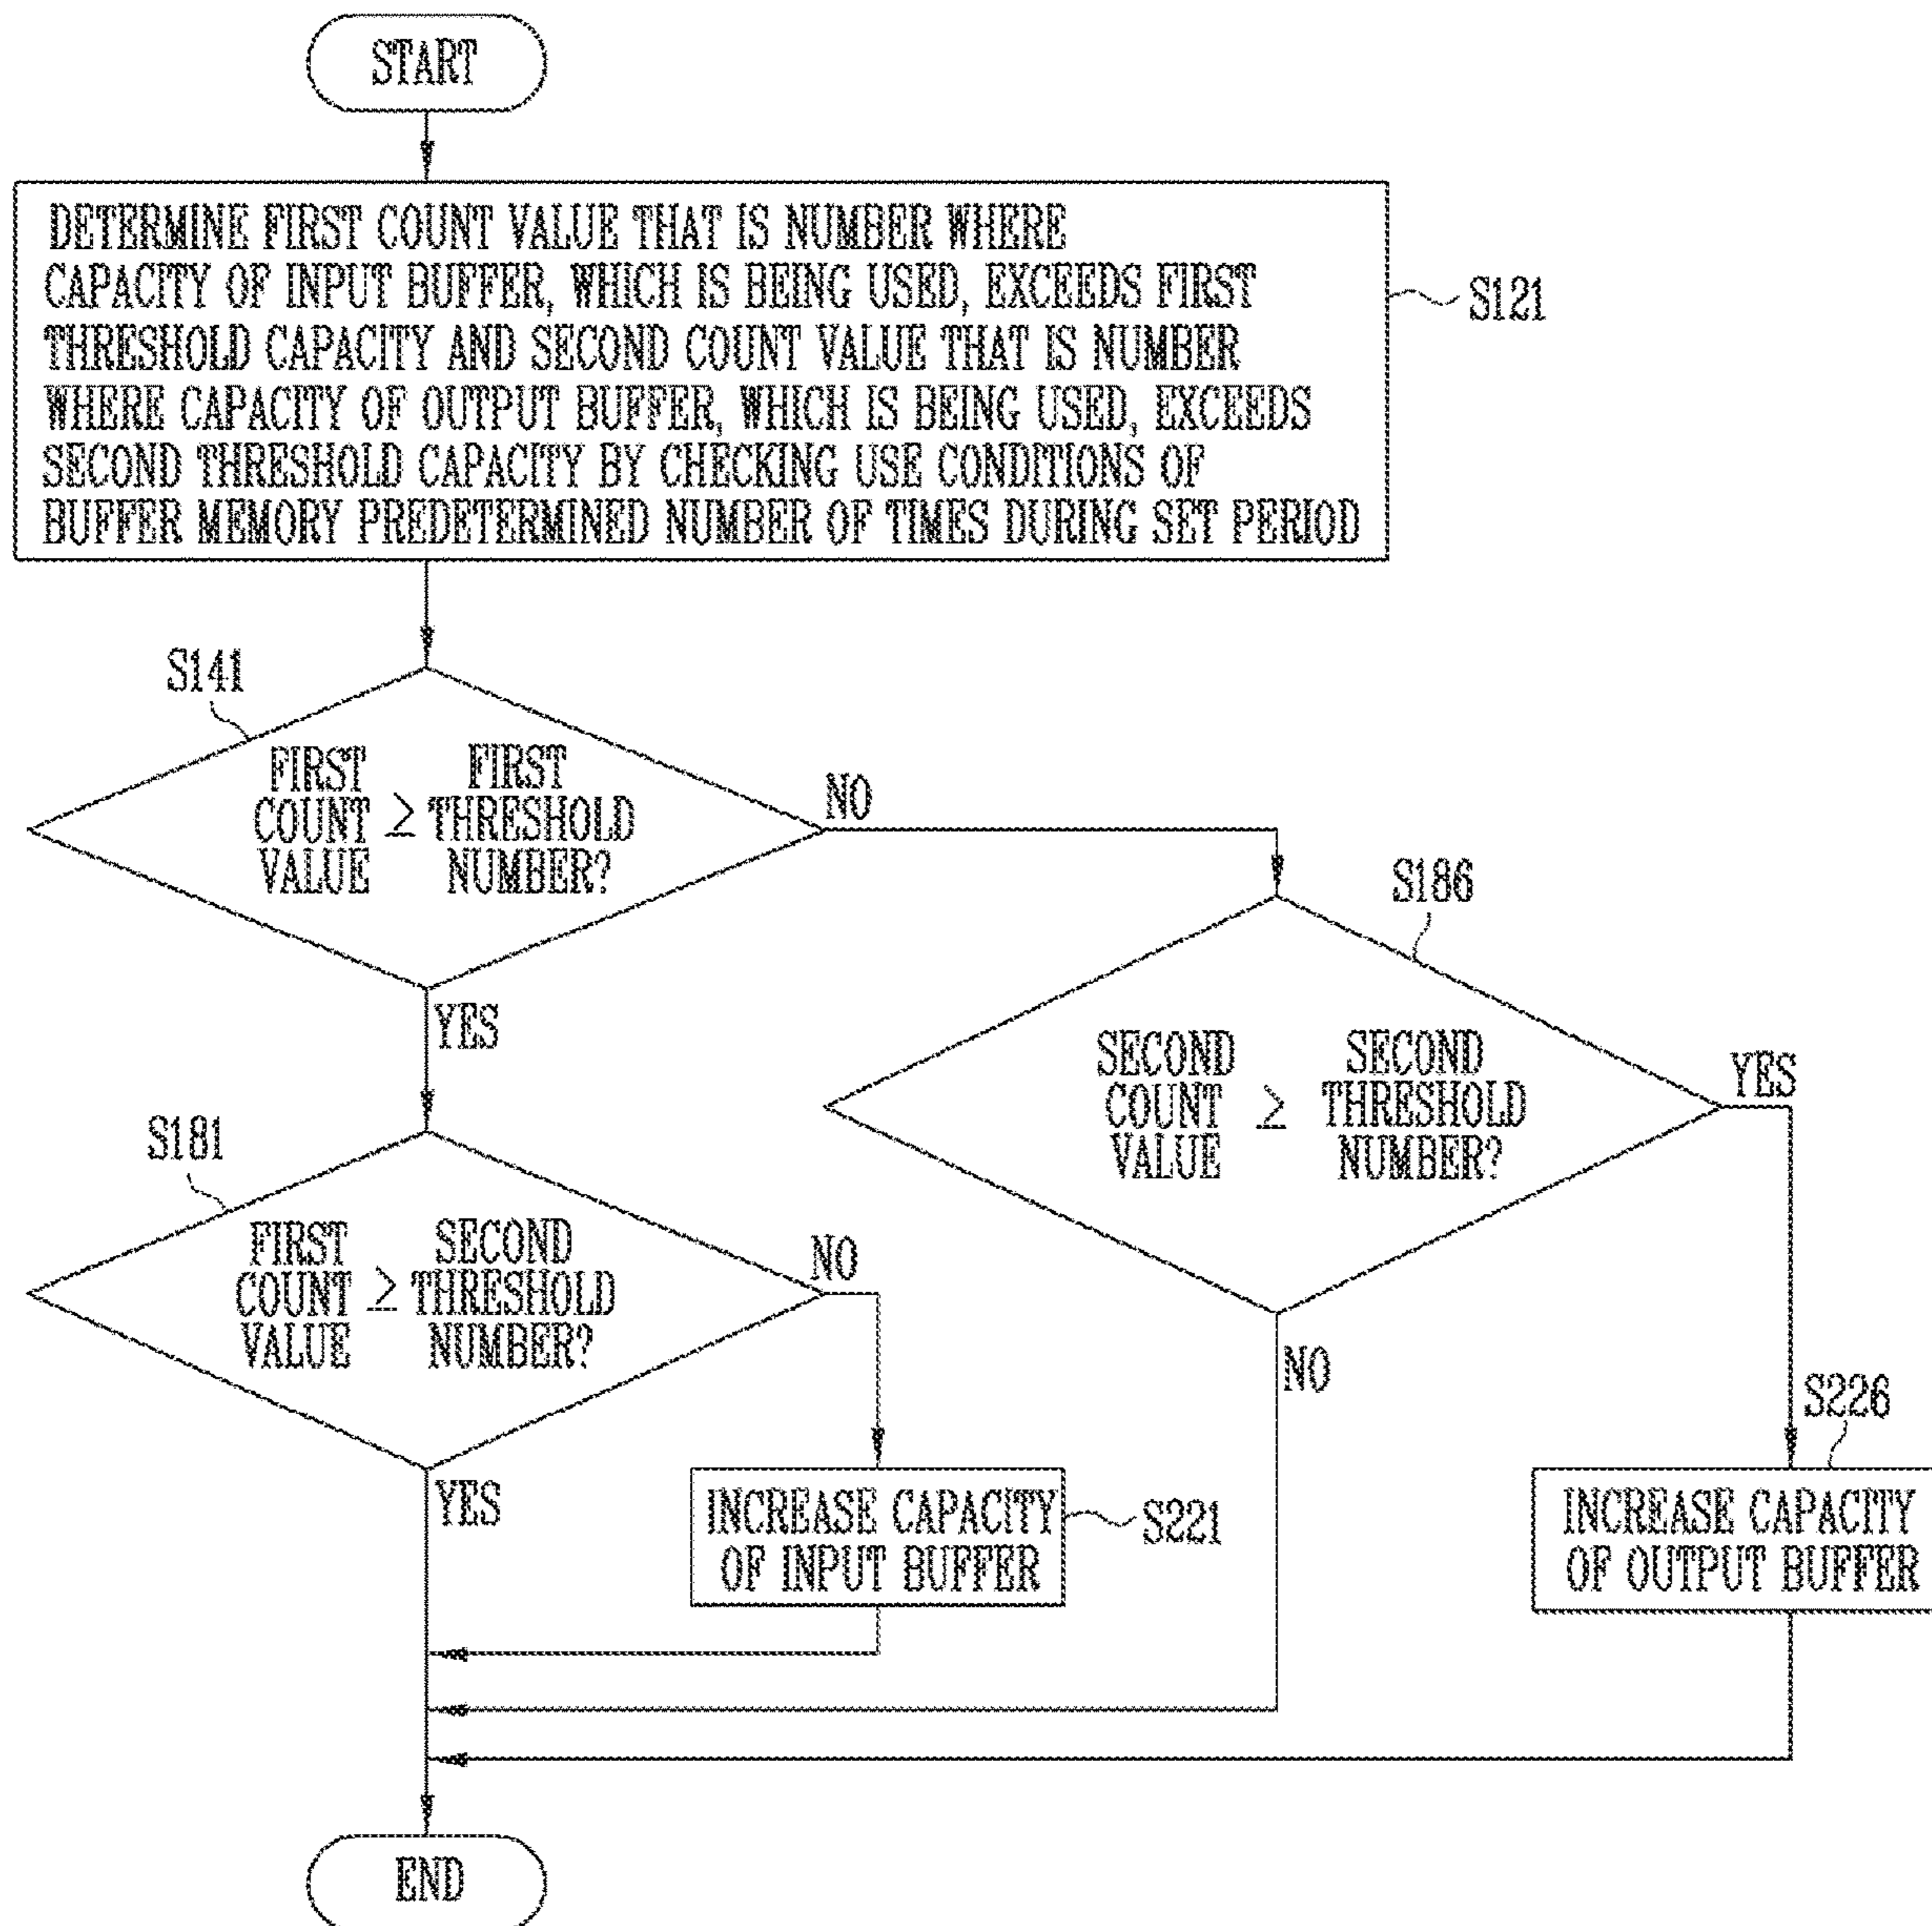 START
DETERMINE FIRST COUNT VALUE THAT IS NUMBER WHERE
CAPACITY OF INPUT BUFFER, WHICH IS BEING USED, EXCEEDS FIRST
THRESHOLD CAPACITY AND SECOND COUNT VALUE THAT IS NUMBER
WHERE CAPACITY OF OUTPUT BUFFER, WHICH IS BEING USED, EXCEEDS
SECOND THRESHOLD CAPACITY BY CHECKING USE CONDITIONS OF
BUFFER MEMORY PREDETERMINED NUMBER OF TIMES DURING SET PERIOD
S121
S141
FIRST FIRST
COUNT ≥ THRESHOLD
VALUE NUMBER?
NO
YES
S186
SECOND SECOND
COUNT ≥ THRESHOLD
VALUE NUMBER?
YES
NO
S181
FIRST SECOND
COUNT ≥ THRESHOLD
VALUE NUMBER?
NO
YES
INCREASE CAPACITY
OF INPUT BUFFER
S221
S226
INCREASE CAPACITY
OF OUTPUT BUFFER
END